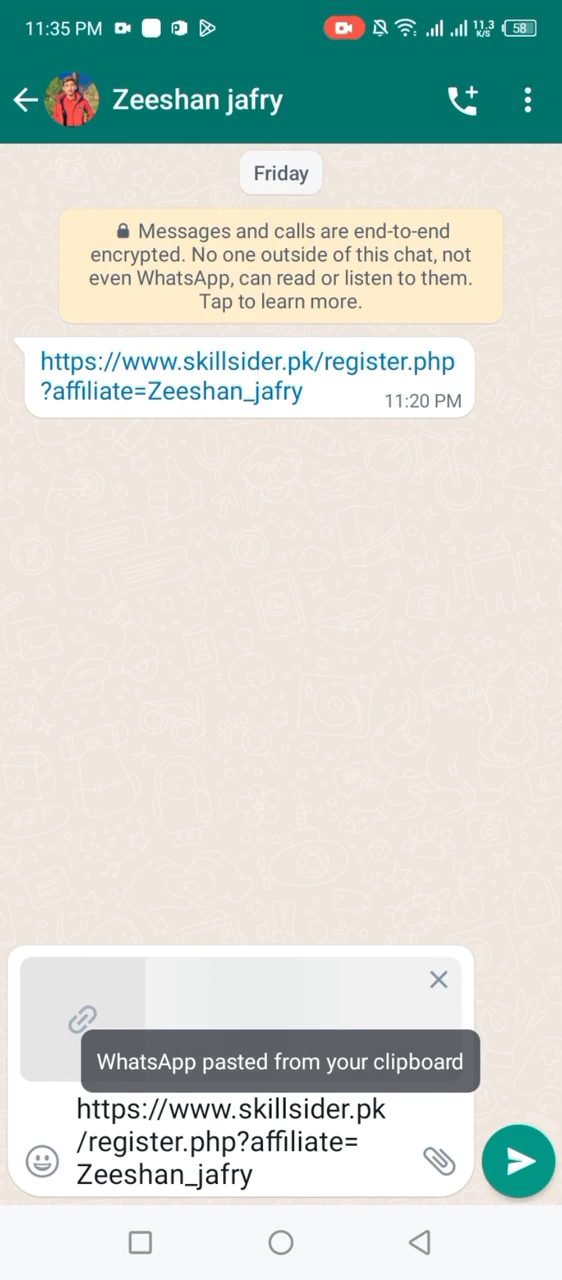 11:35 PM
11.3
K/S
58
Zeeshan jafry
Friday
Messages and calls are end-to-end
encrypted. No one outside of this chat, not
even WhatsApp, can read or listen to them.
Tap to learn more.
https://www.skillsider.pk/register.php
?affiliate=Zeeshan_jafry
11:20 PM
WhatsApp pasted from your clipboard
https://www.skillsider.pk
/register.php?affiliate=
Zeeshan_jafry